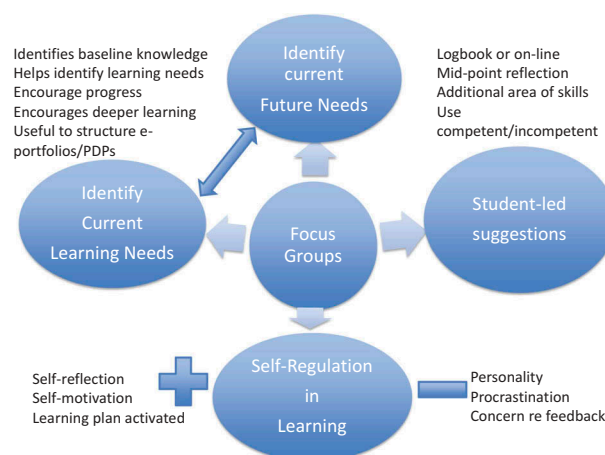 Identifies baseline knowledge
Helps identify learning needs
Encourage progress
Encourages deeper learning
Useful to structure e-
portfolios/PDPs
Identify
current
Future Needs
Logbook or on-line
Mid-point reflection
Additional area of skills
Use
competent/incompetent
Identify
Current
Learning Needs
Focus
Groups
Student-led
suggestions
Self-reflection
Self-motivation
Learning plan activated
Self-Regulation
in
Learning
Personality
Procrastination
Concern re feedback